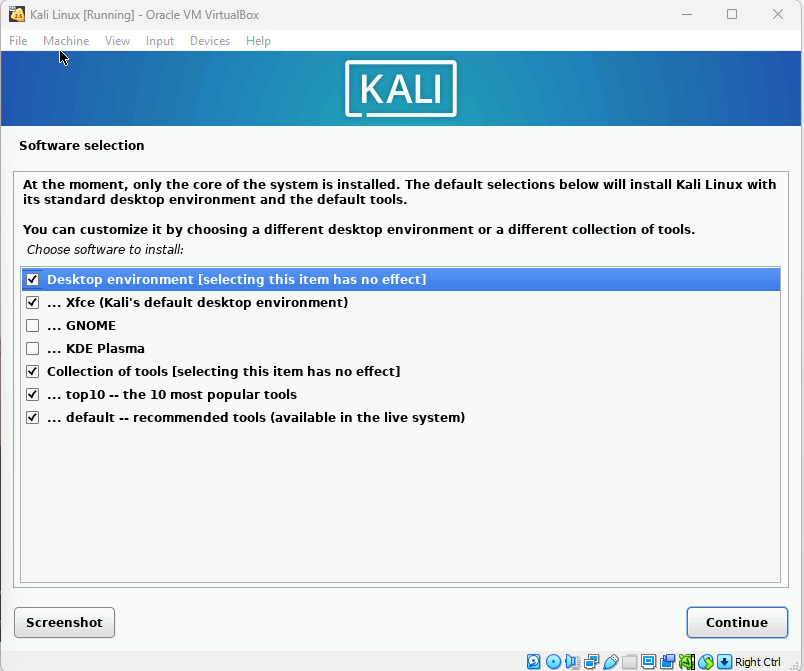 Kali Linux [Running] - Oracle VM VirtualBox
File Machine View Input Devices Help
KALI
Software selection
At the moment, only the core of the system is installed. The default selections below will install Kali Linux with
its standard desktop environment and the default tools.
You can customize it by choosing a different desktop environment or a different collection of tools.
Choose software to install:
Desktop environment [selecting this item has no effect]
... Xfce (Kali's default desktop environment)
... GNOME
... KDE Plasma
Collection of tools [selecting this item has no effect]
... top10 -- the 10 most popular tools
... default -- recommended tools (available in the live system)
Screenshot Continue
Right Ctrl